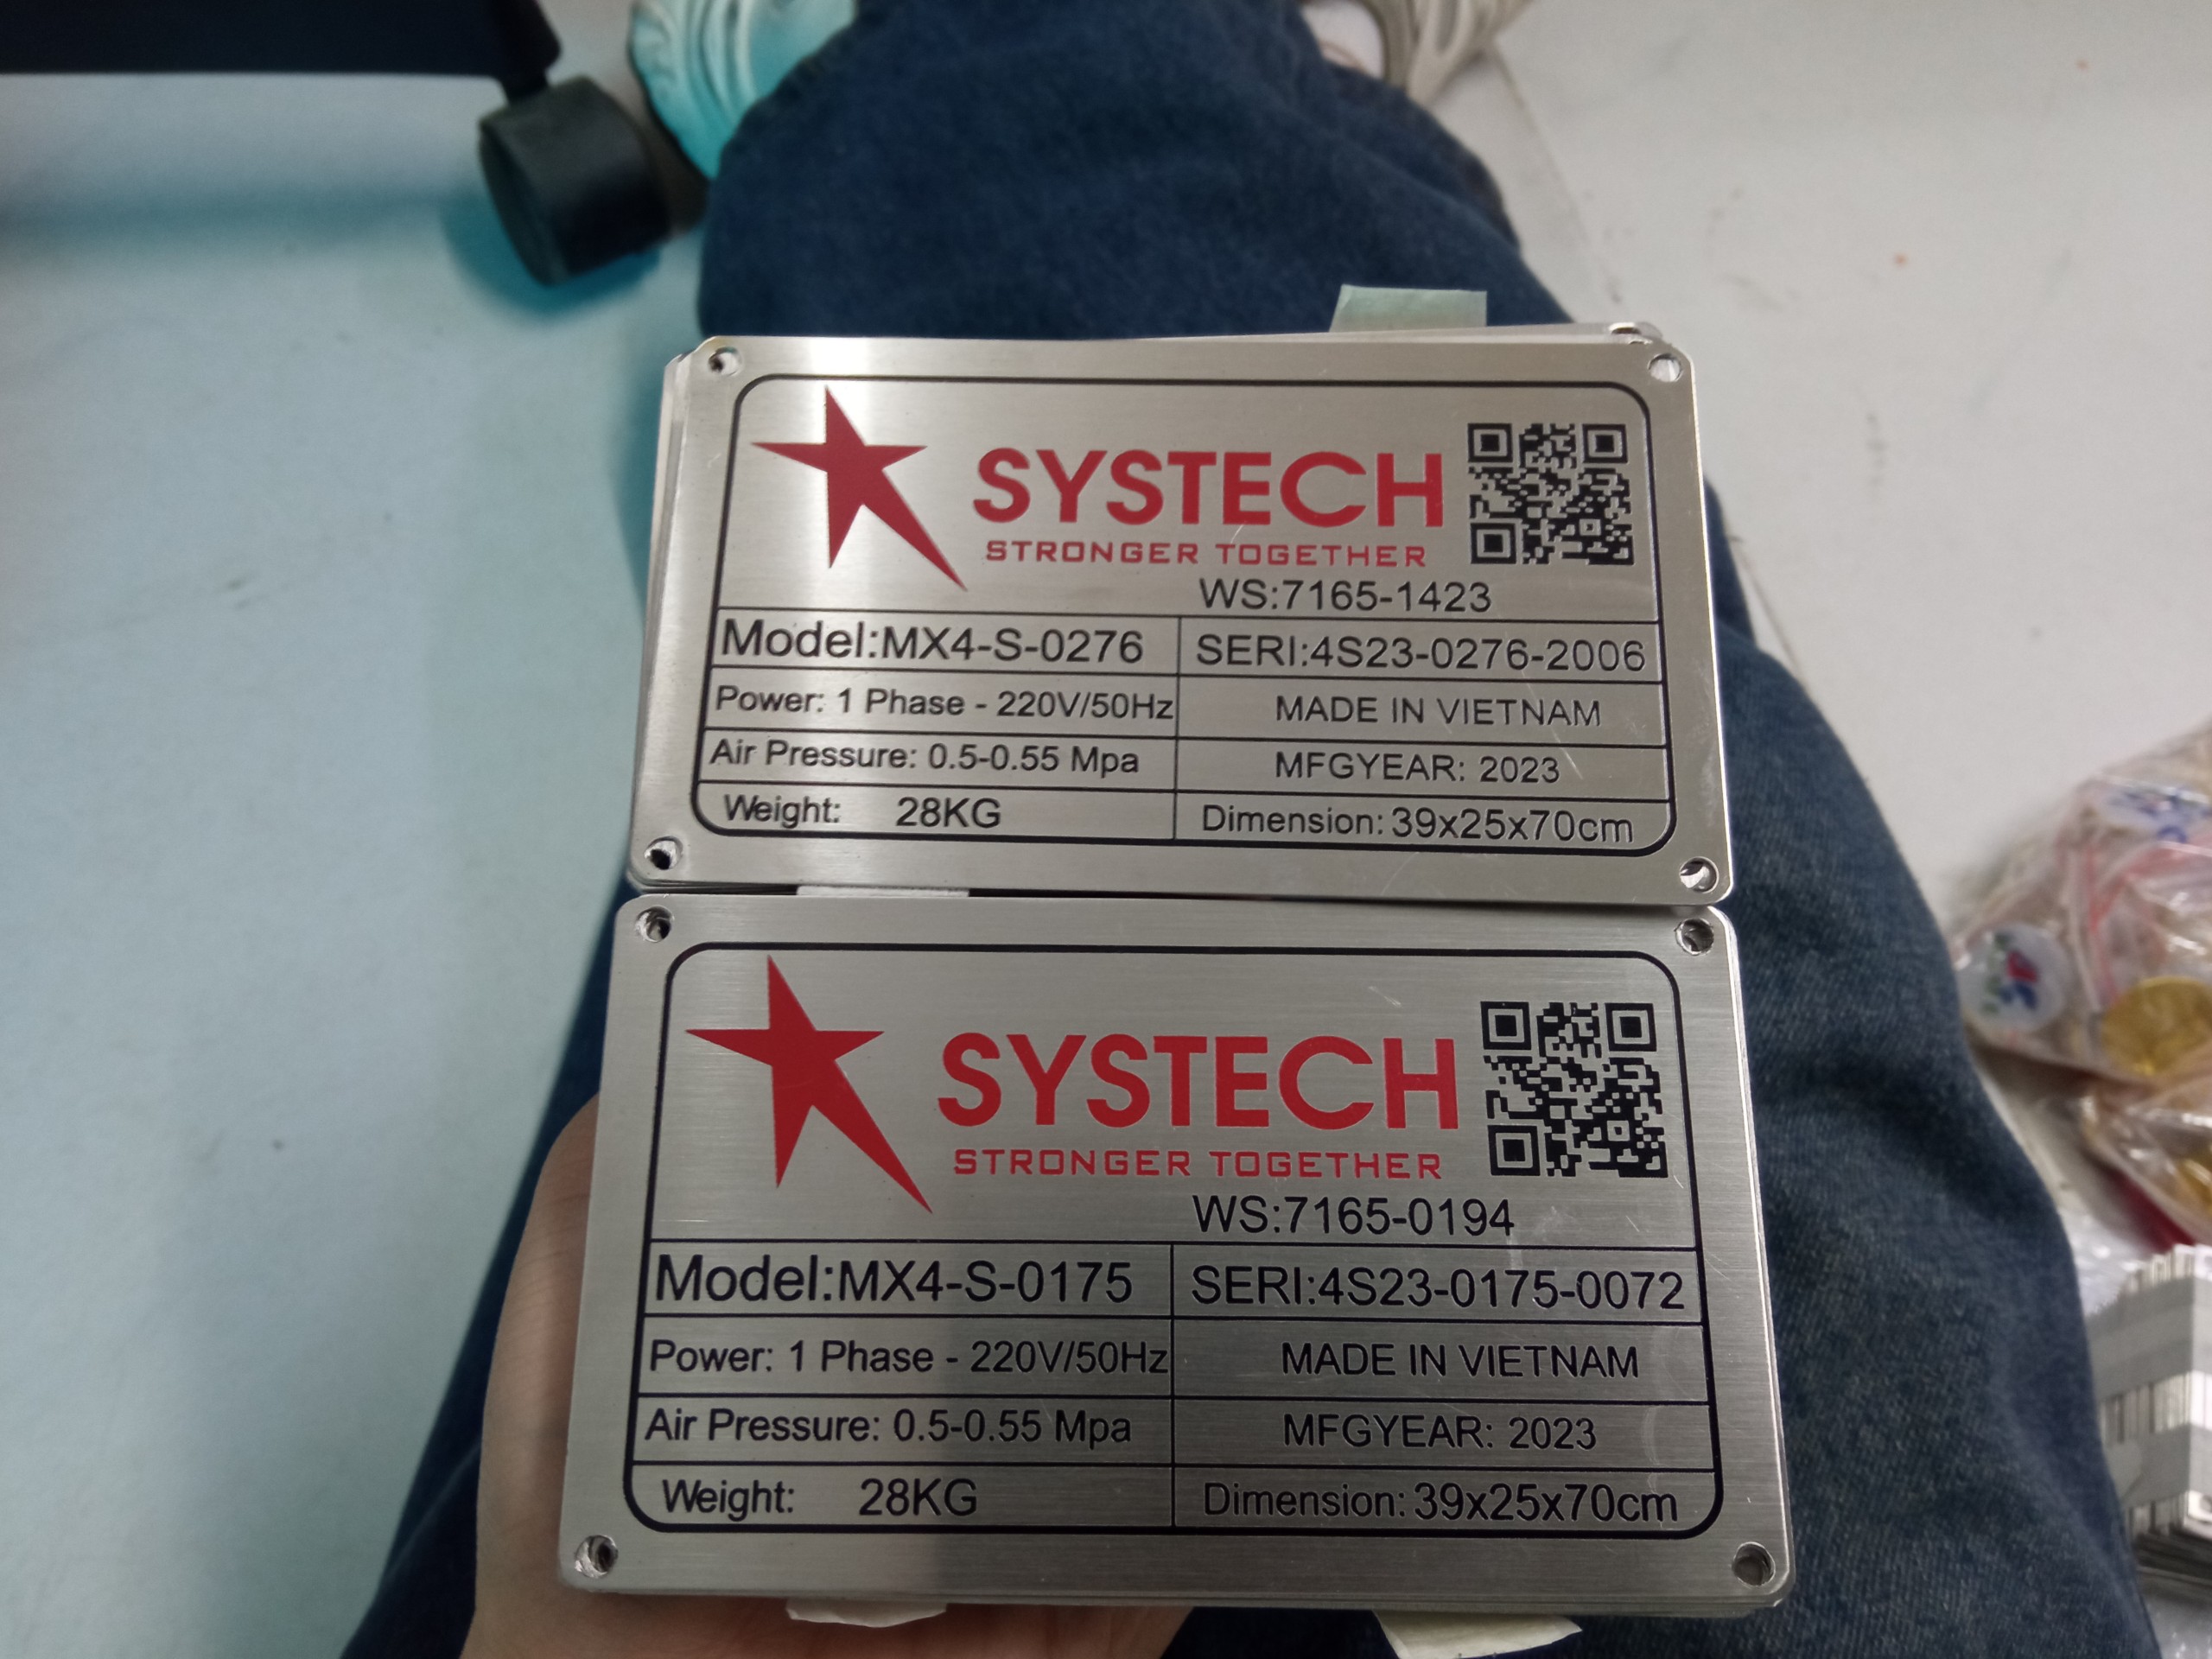 SYSTECH
STRONGER TOGETHER
WS:7165-1423
Model:MX4-S-0276 SERI:4S23-0276-2006
Power: 1 Phase - 220V/50Hz MADE IN VIETNAM
Air Pressure: 0.5-0.55 Mpa MFGYEAR: 2023
Weight: 28KG Dimension: 39x25x70cm
SYSTECH
STRONGER TOGETHER
WS:7165-0194
Model:MX4-S-0175 SERI:4S23-0175-0072
Power: 1 Phase - 220V/50Hz MADE IN VIETNAM
Air Pressure: 0.5-0.55 Mpa MFGYEAR: 2023
Weight: 28KG Dimension: 39x25x70cm